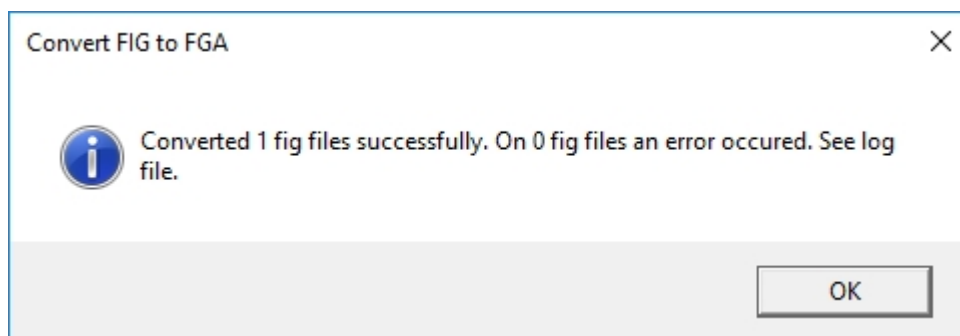 Convert FIG to FGA
Converted 1 fig files successfully. On 0 fig files an error occured. See log
file.
OK